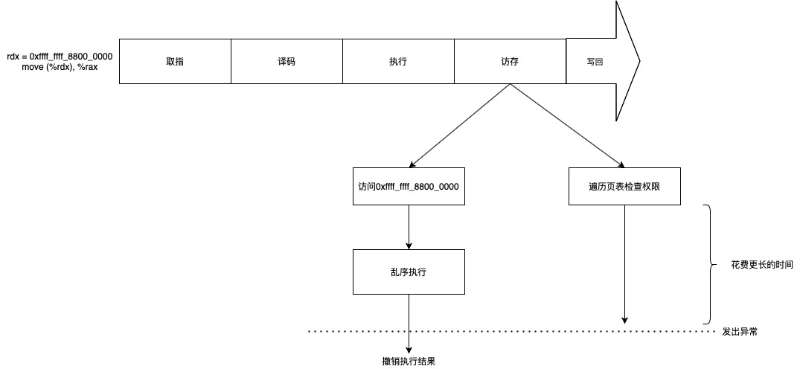 rdx = 0xffff_ffff_8800_0000
move (%rdx), %rax
取指
译码
执行
访存
写回
访问0xffff_ffff_8800_0000
遍历页表检查权限
乱序执行
花费更长的时间
发出异常
撤销执行结果